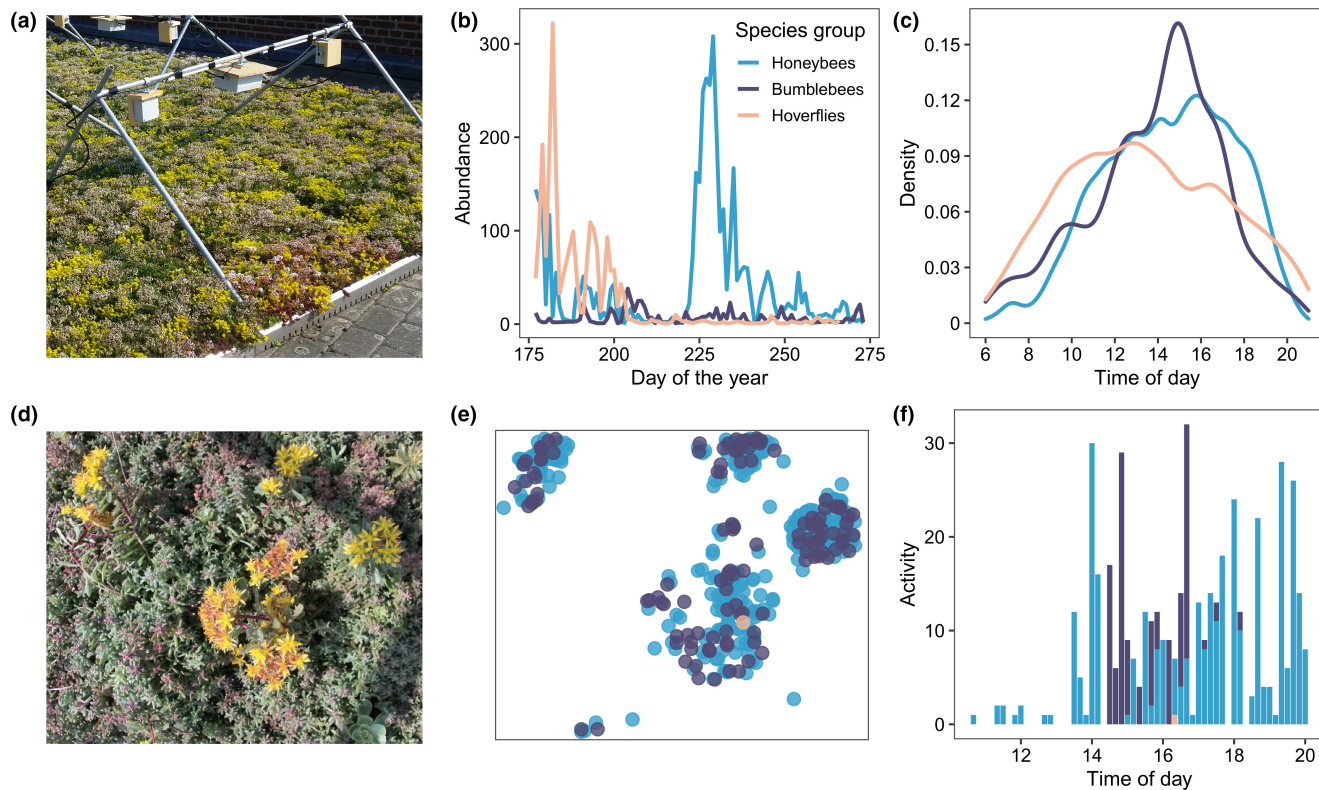 (a)
(b)
Species group
Honeybees
Bumblebees
Hoverflies
300
200
100
0
Abundance
175 200 225 250 275
Day of the year
(c)
0.15
0.12
0.09
0.06
0.03
0
Density
6 8 10 12 14 16 18 20
Time of day
(d)
(e)
(f)
30
20
10
0
Activity
12 14 16 18 20
Time of day